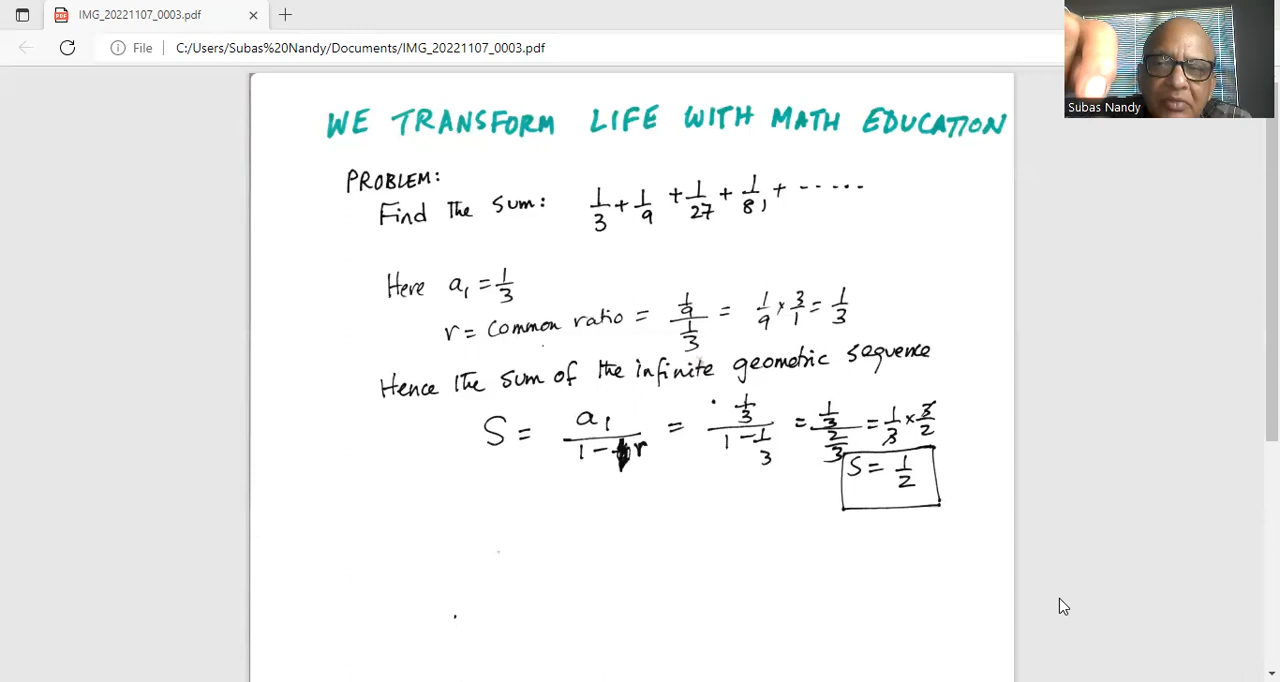 IMG_20221107_0003.pdf
File | C:/Users/Subas%20Nandy/Documents/IMG_20221107_0003.pdf
Subas Nandy
WE TRANSFORM LIFE WITH MATH EDUCATION
PROBLEM:
Find the sum: 1/3 + 1/9 + 1/27 + 1/81 + ......
Here a₁ = 1/3
r = Common ratio = (1/9)/(1/3) = 1/9 × 3/1 = 1/3
Hence the sum of the infinite geometric sequence
S = a₁/(1 - r) = (1/3)/(1 - 1/3) = (1/3)/(2/3) = 1/3 × 3/2
S = 1/2